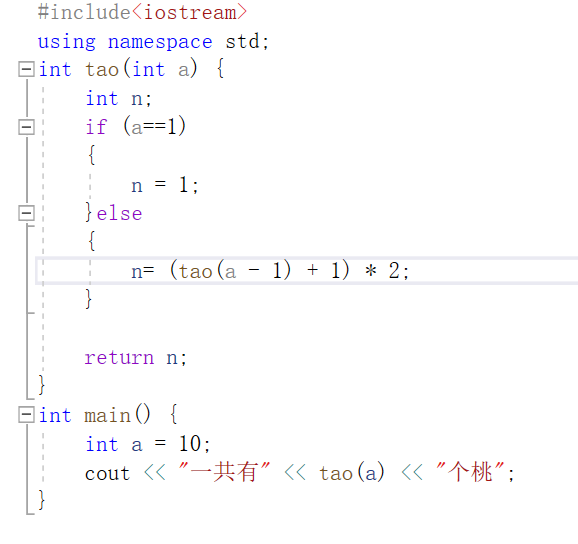 #include<iostream>
using namespace std;
int tao(int a) {
    int n;
    if (a==1)
    {
        n = 1;
    }else
    {
        n= (tao(a - 1) + 1) * 2;
    }

    return n;
}
int main() {
    int a = 10;
    cout << "一共有" << tao(a) << "个桃";
}